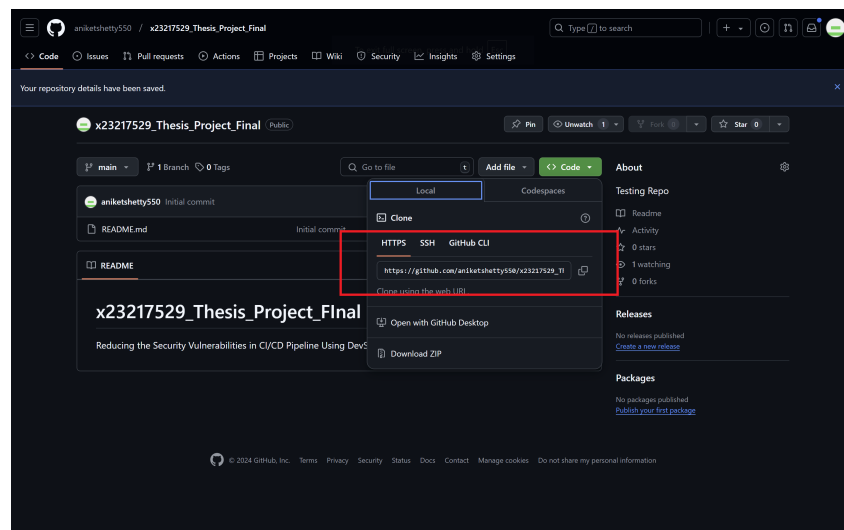 aniketshetty550 / x23217529_Thesis_Project_Final
Type / to search
<> Code Issues Pull requests Actions Projects Wiki Security Insights Settings
Your repository details have been saved.
x23217529_Thesis_Project_Final Public
Pin Unwatch 1 Fork 0 Star 0
main 1 Branch 0 Tags Go to file t Add file <> Code
About
Local Codespaces
Testing Repo
aniketshetty550 Initial commit
Clone
Readme
README.md Initial commit
Activity
HTTPS SSH GitHub CLI
0 stars
README
1 watching
https://github.com/aniketshetty550/x23217529_Tl
0 forks
Clone using the web URL.
x23217529_Thesis_Project_FInal
Releases
Open with GitHub Desktop
No releases published
Reducing the Security Vulnerabilities in CI/CD Pipeline Using DevS
Create a new release
Download ZIP
Packages
No packages published
Publish your first package
© 2024 GitHub, Inc. Terms Privacy Security Status Docs Contact Manage cookies Do not share my personal information